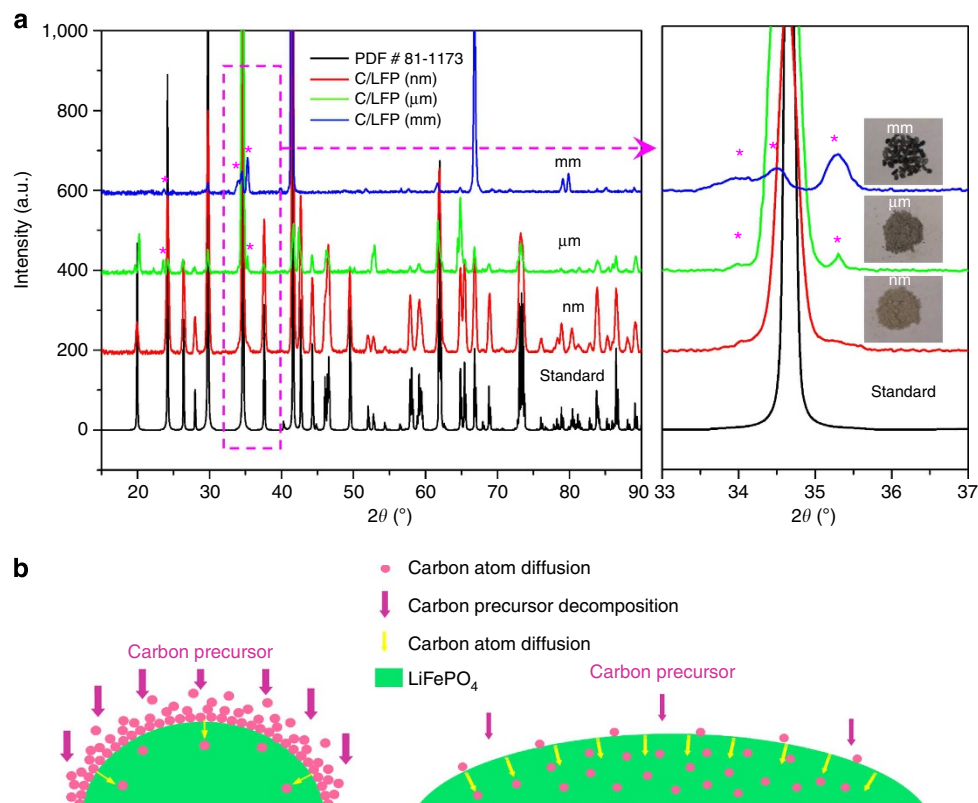 a
1,000
800
600
400
200
0
Intensity (a.u.)
PDF # 81-1173
C/LFP (nm)
C/LFP (μm)
C/LFP (mm)
*
*
*
*
*
mm
μm
nm
Standard
20
30
40
50
60
70
80
90
2θ (°)
*
*
*
*
*
mm
μm
nm
Standard
33
34
35
36
37
2θ (°)
b
Carbon atom diffusion
Carbon precursor decomposition
Carbon atom diffusion
LiFePO₄
Carbon precursor
Carbon precursor